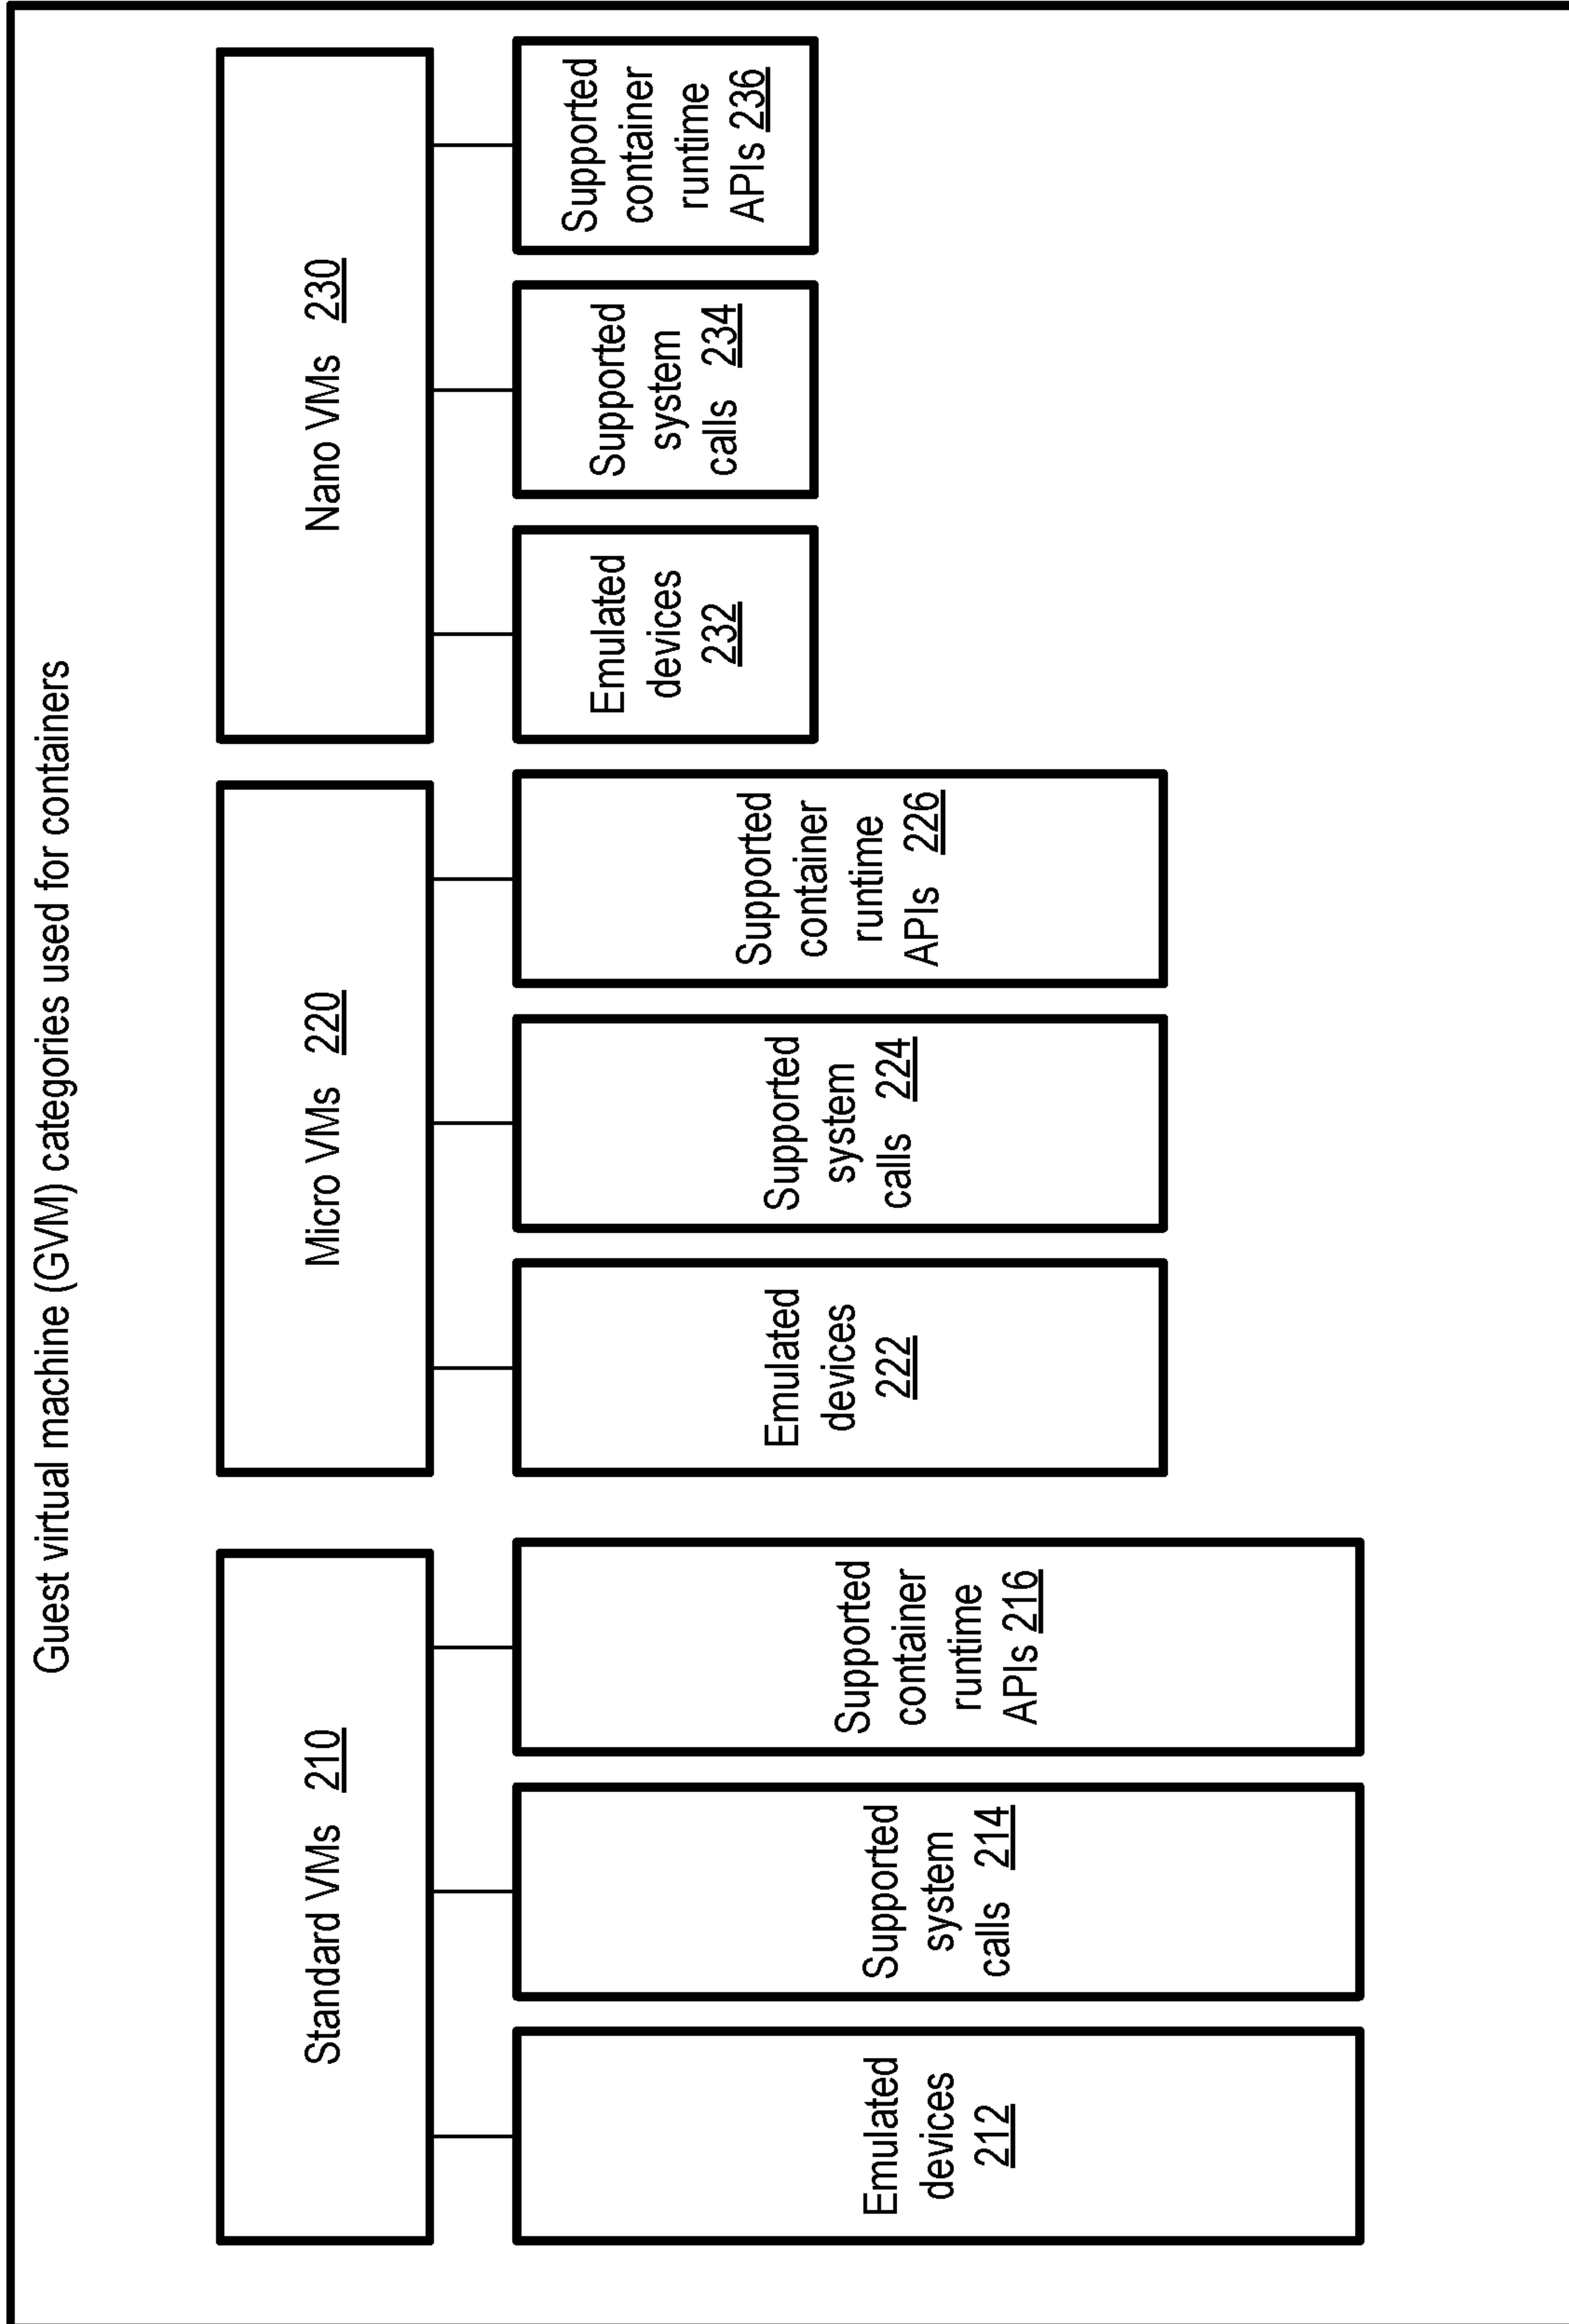 Guest virtual machine (GVM) categories used for containers
Standard VMs 210
Emulated
devices
212
Supported
system
calls 214
Supported
container
runtime
APIs 216
Micro VMs 220
Emulated
devices
222
Supported
system
calls 224
Supported
container
runtime
APIs 226
Nano VMs 230
Emulated
devices
232
Supported
system
calls 234
Supported
container
runtime
APIs 236